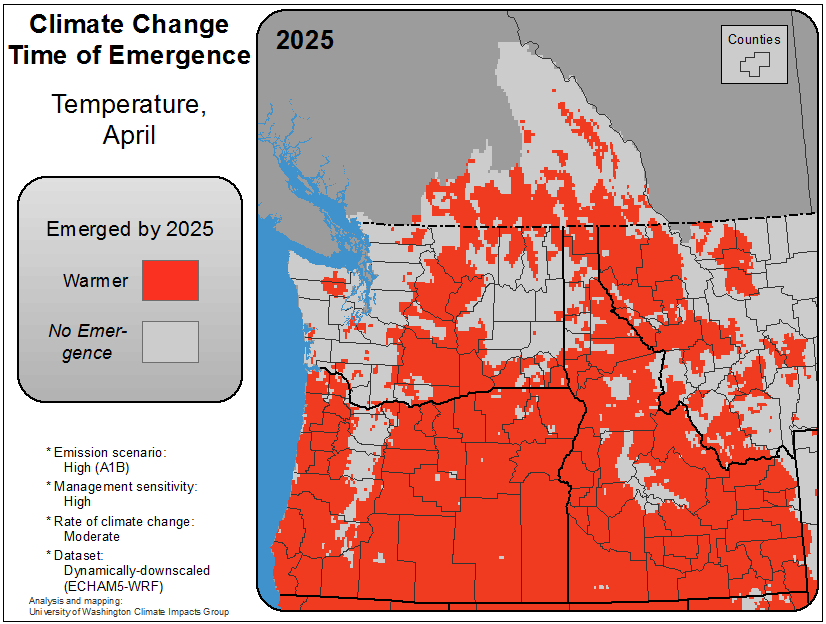 Climate Change
Time of Emergence
Temperature,
April
Emerged by 2025
Warmer
No Emer-
gence
* Emission scenario:
High (A1B)
* Management sensitivity:
High
* Rate of climate change:
Moderate
* Dataset:
Dynamically-downscaled
(ECHAM5-WRF)
Analysis and mapping:
University of Washington Climate Impacts Group
2025
Counties